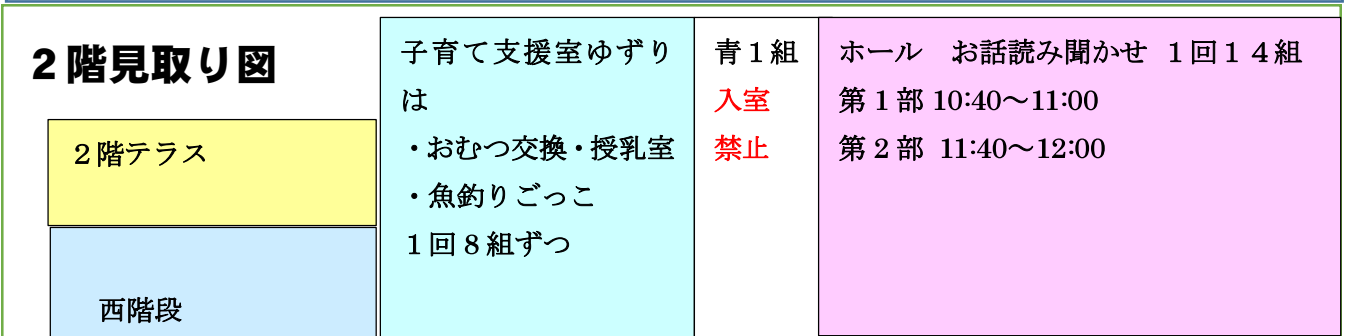 ２階見取り図
２階テラス
西階段
子育て支援室ゆずり
は
・おむつ交換・授乳室
・魚釣りごっこ
１回８組ずつ
青１組
入室
禁止
ホール　お話読み聞かせ １回１４組
第１部 10:40～11:00
第２部 11:40～12:00